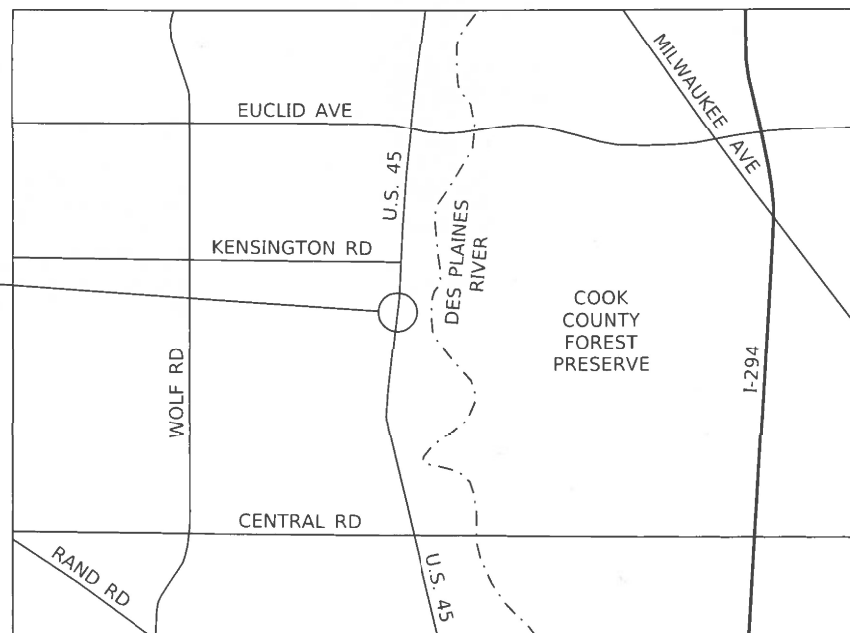 MILWAUKEE AVE
EUCLID AVE
U.S. 45
KENSINGTON RD
DES PLAINES
RIVER
COOK
COUNTY
FOREST
PRESERVE
WOLF RD
I-294
CENTRAL RD
RAND RD
U.S. 45